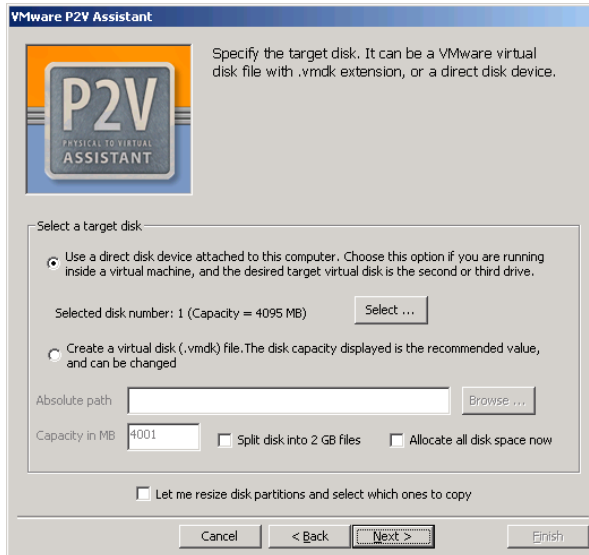 VMware P2V Assistant
Specify the target disk. It can be a VMware virtual
disk file with .vmdk extension, or a direct disk device.
P2V
PHYSICAL TO VIRTUAL
ASSISTANT
Select a target disk
Use a direct disk device attached to this computer. Choose this option if you are running
inside a virtual machine, and the desired target virtual disk is the second or third drive.
Selected disk number: 1 (Capacity = 4095 MB)
Select ...
Create a virtual disk (.vmdk) file.The disk capacity displayed is the recommended value,
and can be changed
Absolute path
Browse ...
Capacity in MB
4001
Split disk into 2 GB files
Allocate all disk space now
Let me resize disk partitions and select which ones to copy
Cancel
< Back
Next >
Finish